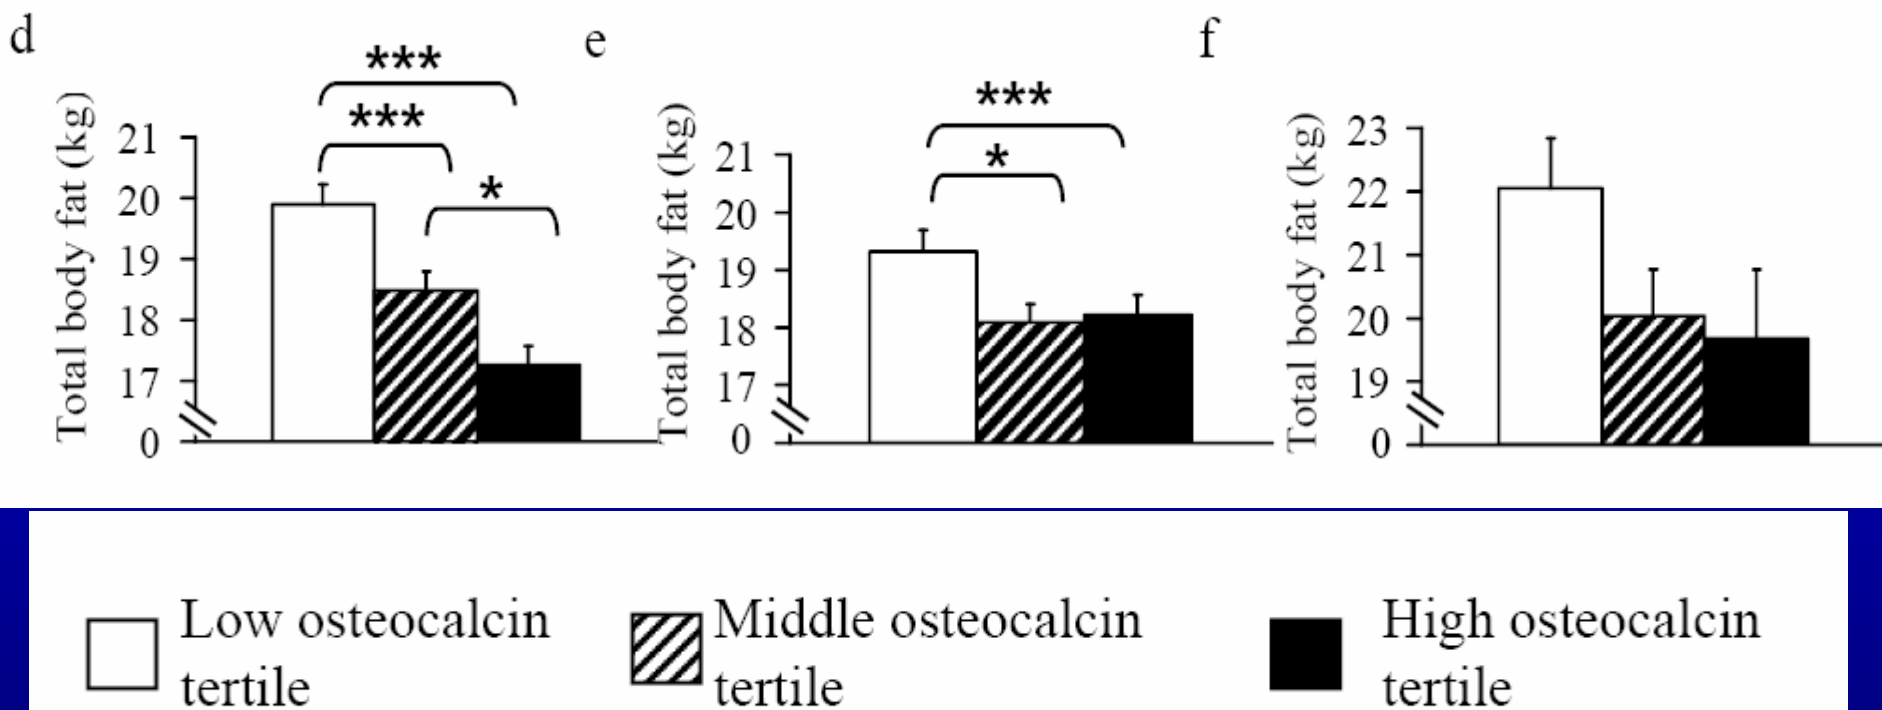 d
***
***
*
Total body fat (kg)
21
20
19
18
17
0
e
***
*
Total body fat (kg)
21
20
19
18
17
0
f
Total body fat (kg)
23
22
21
20
19
0
Low osteocalcin
tertile
Middle osteocalcin
tertile
High osteocalcin
tertile